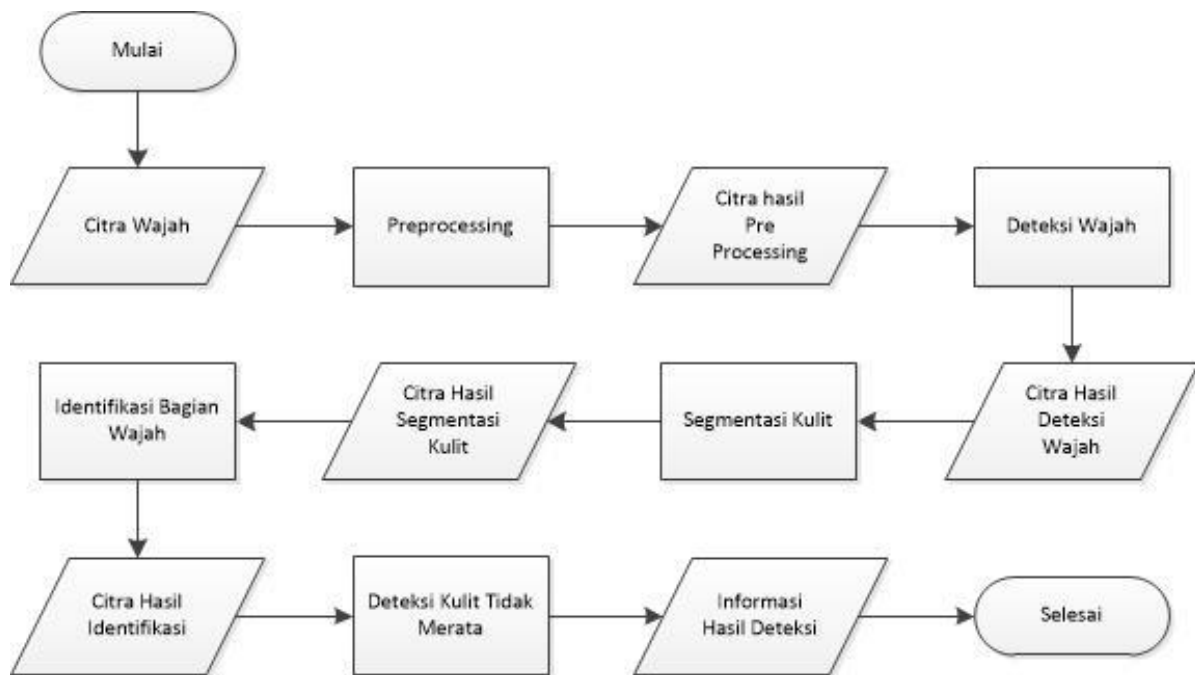 Mulai
Citra Wajah
Preprocessing
Citra hasil
Pre
Processing
Deteksi Wajah
Citra Hasil
Deteksi
Wajah
Segmentasi Kulit
Citra Hasil
Segmentasi
Kulit
Identifikasi Bagian
Wajah
Citra Hasil
Identifikasi
Deteksi Kulit Tidak
Merata
Informasi
Hasil Deteksi
Selesai